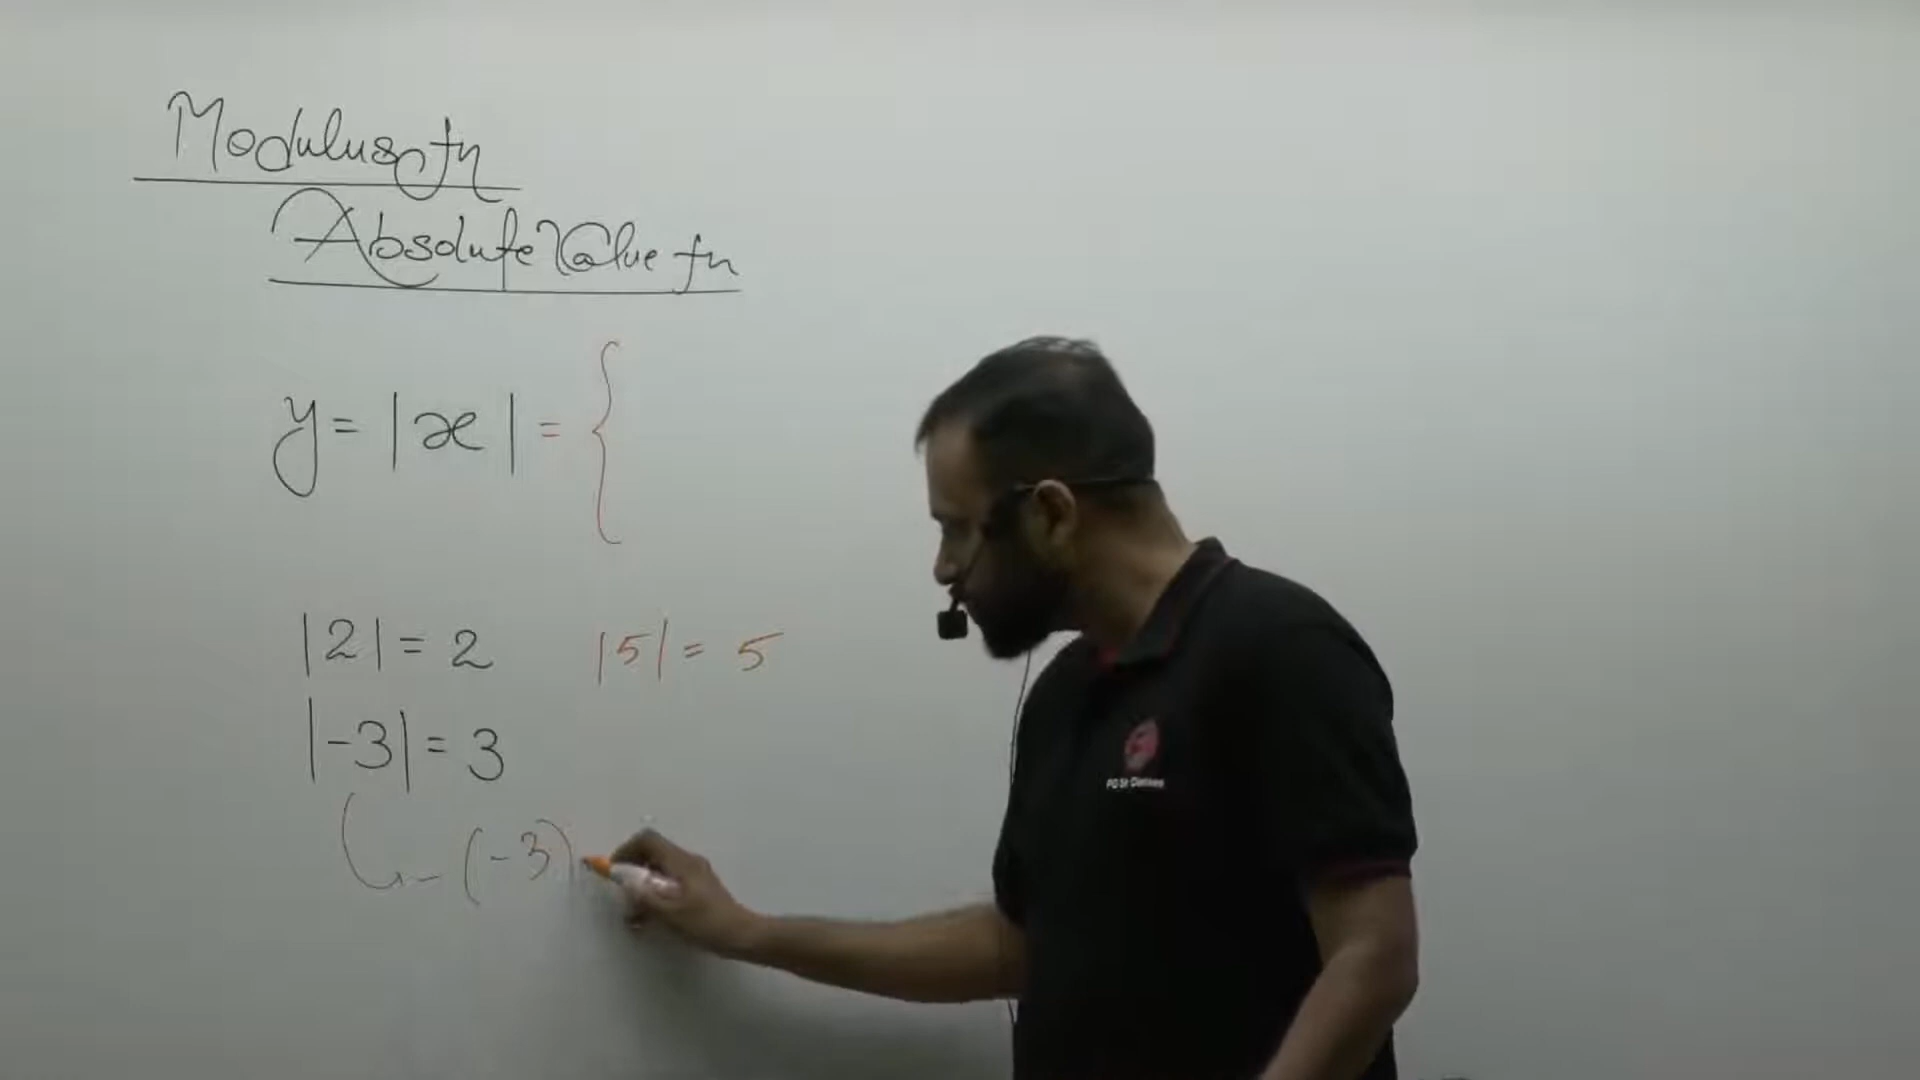 Modulus fn
Absolute Value fn
y = |x| = {
|2| = 2
|5| = 5
|-3| = 3
-(-3)